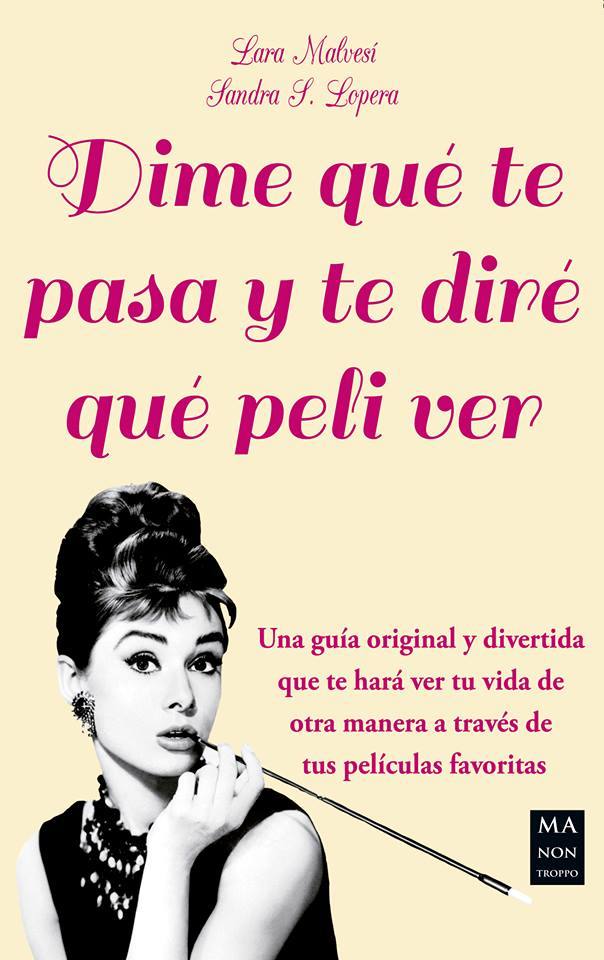 Lara Malvesí
Sandra S. Lopera
Dime qué te
pasa y te diré
qué peli ver
Una guía original y divertida
que te hará ver tu vida de
otra manera a través de
tus películas favoritas
MA
NON
TROPPO